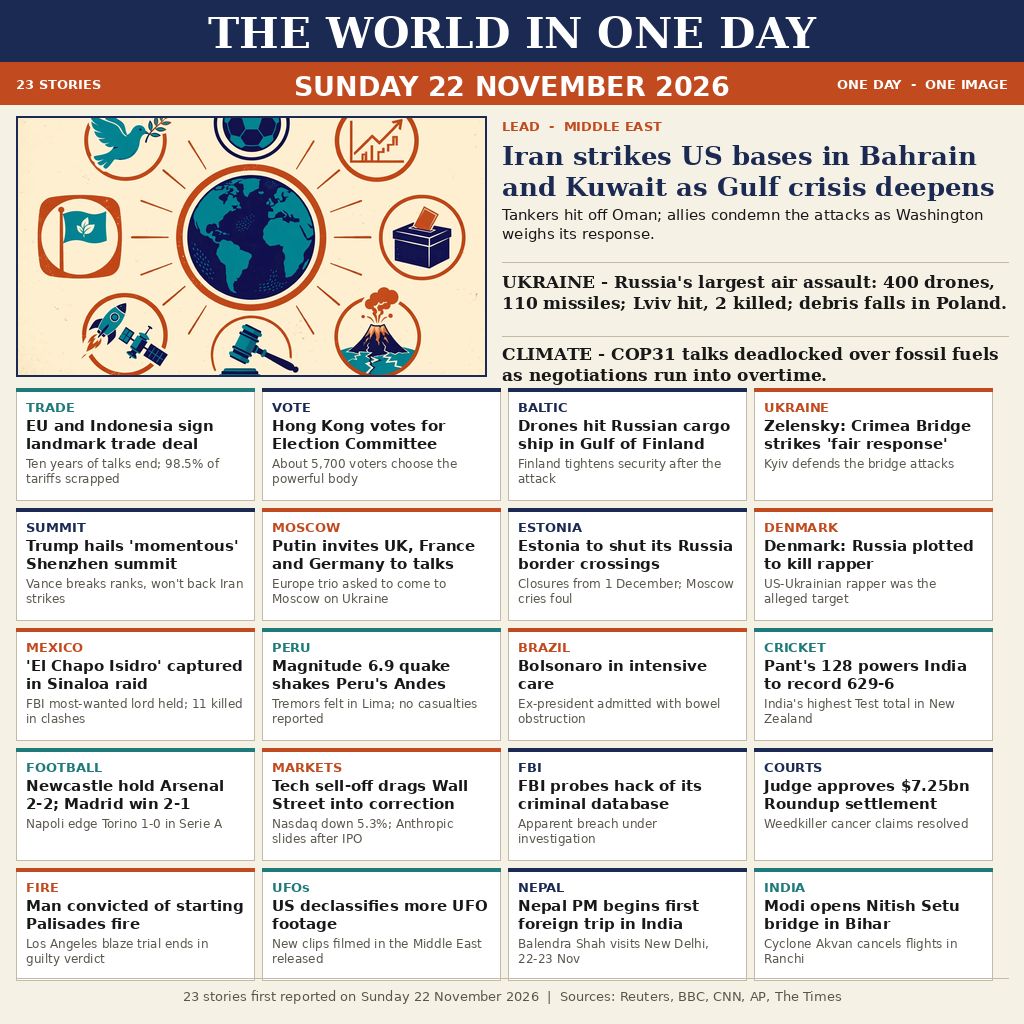 THE WORLD IN ONE DAY
23 STORIES
SUNDAY 22 NOVEMBER 2026
ONE DAY - ONE IMAGE
LEAD - MIDDLE EAST
Iran strikes US bases in Bahrain
and Kuwait as Gulf crisis deepens
Tankers hit off Oman; allies condemn the attacks as Washington
weighs its response.
UKRAINE - Russia's largest air assault: 400 drones,
110 missiles; Lviv hit, 2 killed; debris falls in Poland.
CLIMATE - COP31 talks deadlocked over fossil fuels
as negotiations run into overtime.
TRADE
EU and Indonesia sign
landmark trade deal
Ten years of talks end; 98.5% of
tariffs scrapped
VOTE
Hong Kong votes for
Election Committee
About 5,700 voters choose the
powerful body
BALTIC
Drones hit Russian cargo
ship in Gulf of Finland
Finland tightens security after the
attack
UKRAINE
Zelensky: Crimea Bridge
strikes 'fair response'
Kyiv defends the bridge attacks
SUMMIT
Trump hails 'momentous'
Shenzhen summit
Vance breaks ranks, won't back Iran
strikes
MOSCOW
Putin invites UK, France
and Germany to talks
Europe trio asked to come to
Moscow on Ukraine
ESTONIA
Estonia to shut its Russia
border crossings
Closures from 1 December; Moscow
cries foul
DENMARK
Denmark: Russia plotted
to kill rapper
US-Ukrainian rapper was the
alleged target
MEXICO
'El Chapo Isidro' captured
in Sinaloa raid
FBI most-wanted lord held; 11 killed
in clashes
PERU
Magnitude 6.9 quake
shakes Peru's Andes
Tremors felt in Lima; no casualties
reported
BRAZIL
Bolsonaro in intensive
care
Ex-president admitted with bowel
obstruction
CRICKET
Pant's 128 powers India
to record 629-6
India's highest Test total in New
Zealand
FOOTBALL
Newcastle hold Arsenal
2-2; Madrid win 2-1
Napoli edge Torino 1-0 in Serie A
MARKETS
Tech sell-off drags Wall
Street into correction
Nasdaq down 5.3%; Anthropic
slides after IPO
FBI
FBI probes hack of its
criminal database
Apparent breach under
investigation
COURTS
Judge approves $7.25bn
Roundup settlement
Weedkiller cancer claims resolved
FIRE
Man convicted of starting
Palisades fire
Los Angeles blaze trial ends in
guilty verdict
UFOs
US declassifies more UFO
footage
New clips filmed in the Middle East
released
NEPAL
Nepal PM begins first
foreign trip in India
Balendra Shah visits New Delhi,
22-23 Nov
INDIA
Modi opens Nitish Setu
bridge in Bihar
Cyclone Akvan cancels flights in
Ranchi
23 stories first reported on Sunday 22 November 2026 | Sources: Reuters, BBC, CNN, AP, The Times